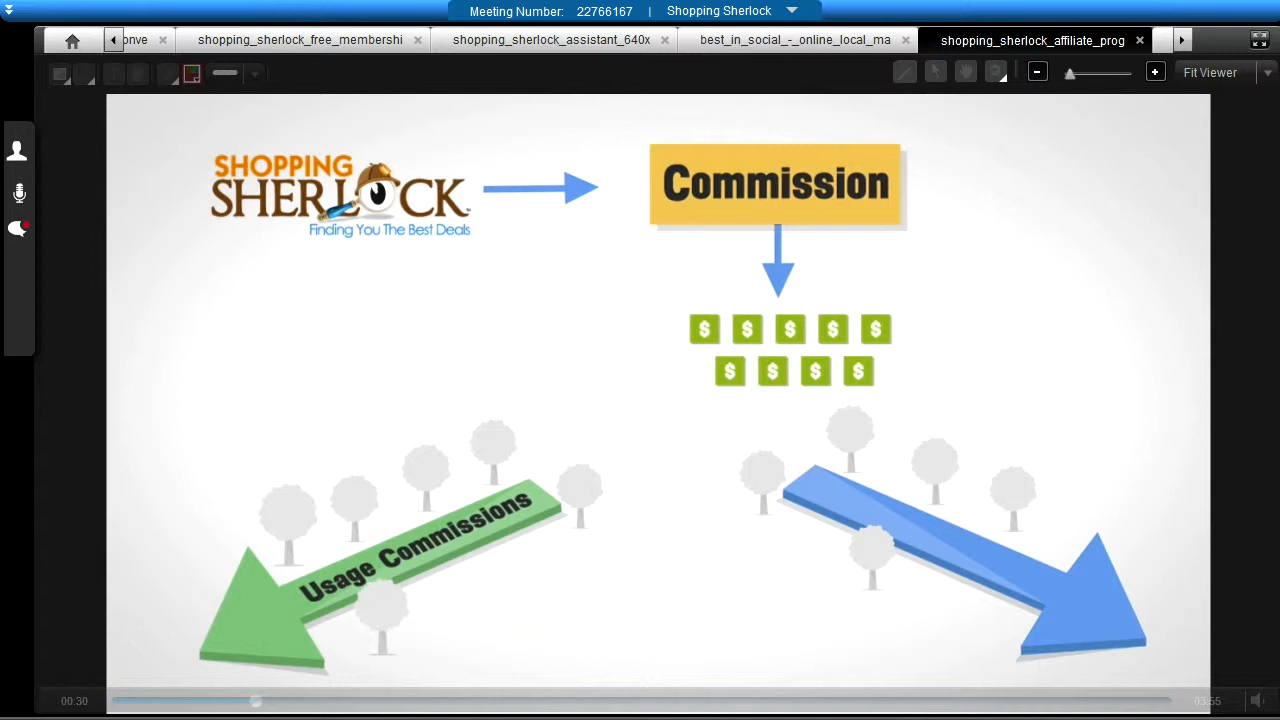 Meeting Number: 22766167 | Shopping Sherlock
onve
shopping_sherlock_free_membershi
shopping_sherlock_assistant_640x
best_in_social_-_online_local_ma
shopping_sherlock_affiliate_prog
Fit Viewer
SHOPPING
SHERLOCK
Finding You The Best Deals
Commission
$ $ $ $ $
$ $ $ $
Usage Commissions
00:30
03:55